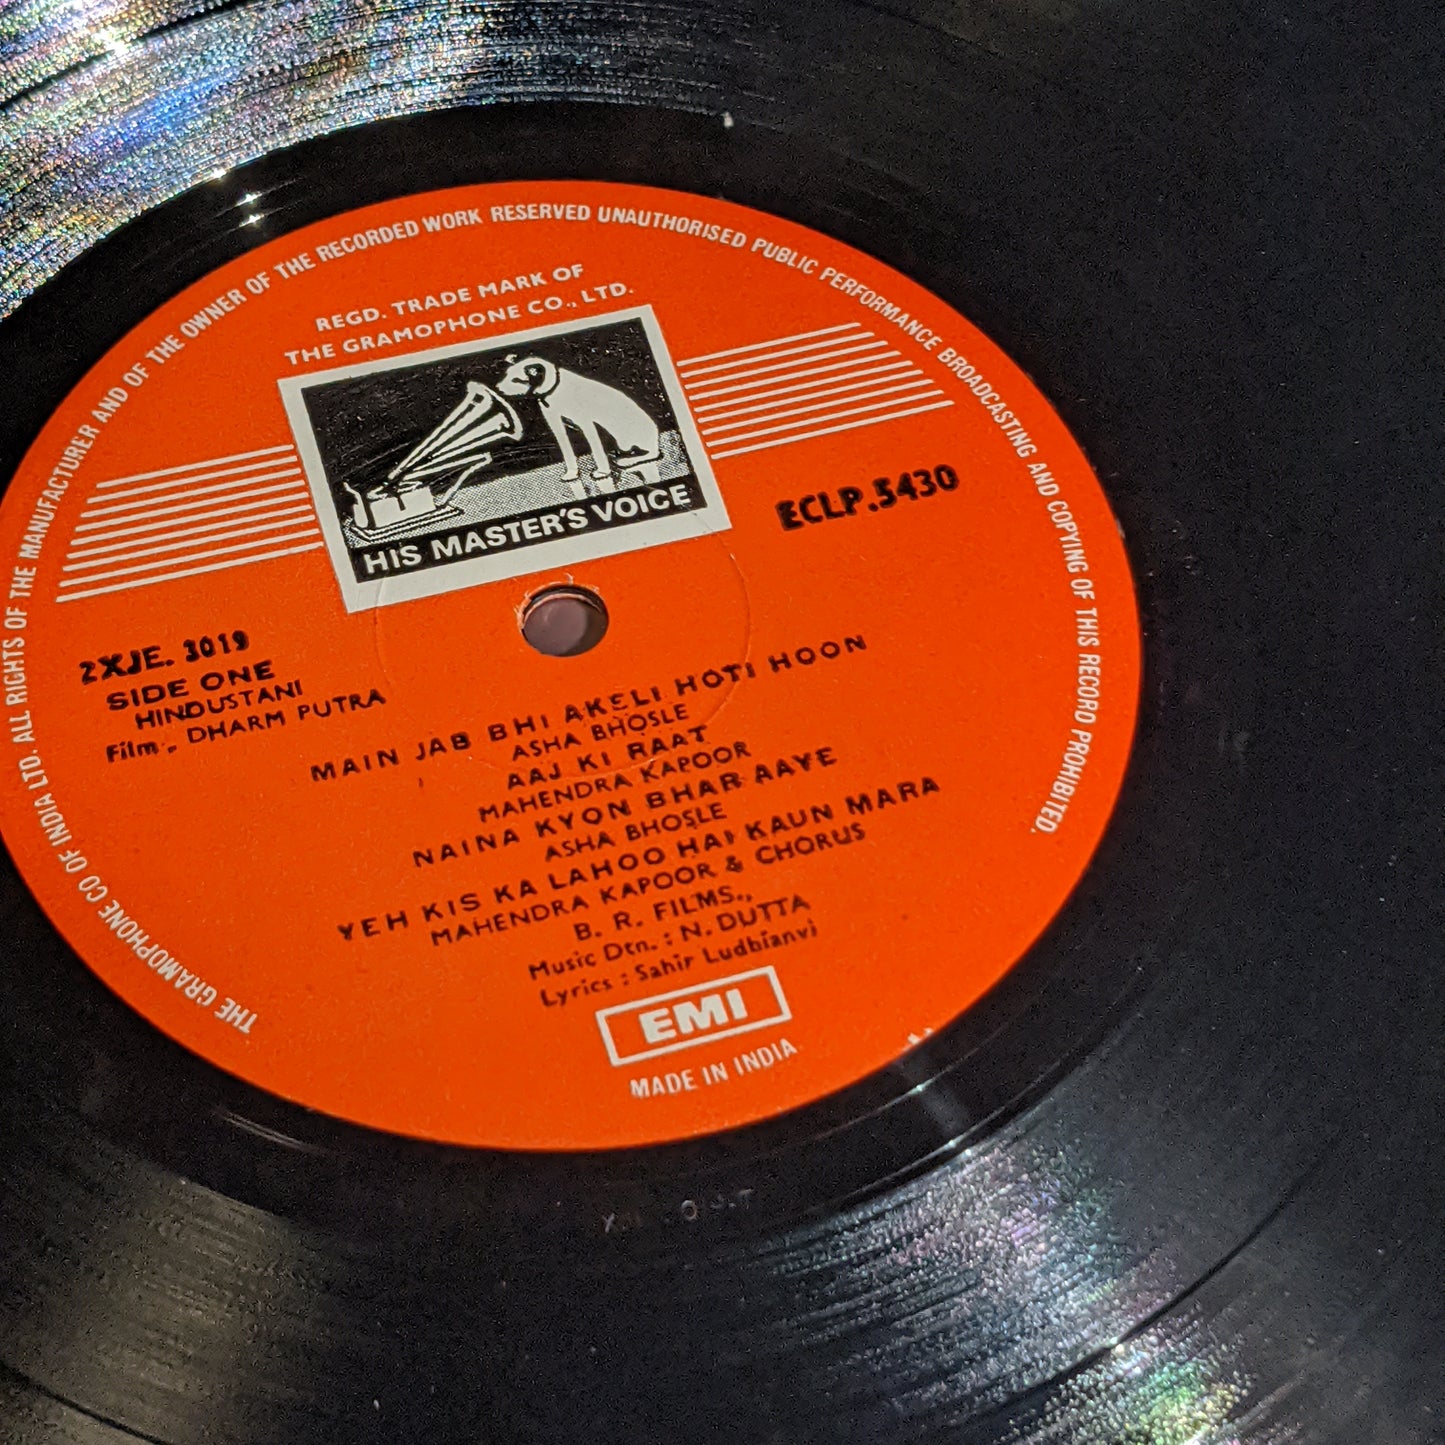 THE GRAMOPHONE CO OF INDIA LTD. ALL RIGHTS OF THE MANUFACTURER AND OF THE OWNER OF THE RECORDED WORK RESERVED UNAUTHORISED PUBLIC PERFORMANCE BROADCASTING AND COPYING OF THIS RECORD PROHIBITED.
REGD. TRADE MARK OF
THE GRAMOPHONE CO., LTD.
HIS MASTER'S VOICE
ECLP.5430
2XJE. 3019
SIDE ONE
HINDUSTANI
Film : DHARM PUTRA
MAIN JAB BHI AKELI HOTI HOON
ASHA BHOSLE
AAJ KI RAAT
MAHENDRA KAPOOR
NAINA KYON BHAR AAYE
ASHA BHOSLE
YEH KIS KA LAHOO HAI KAUN MARA
MAHENDRA KAPOOR & CHORUS
B. R. FILMS.,
Music Dcn. : N. DUTTA
Lyrics : Sahir Ludhianvi
EMI
MADE IN INDIA